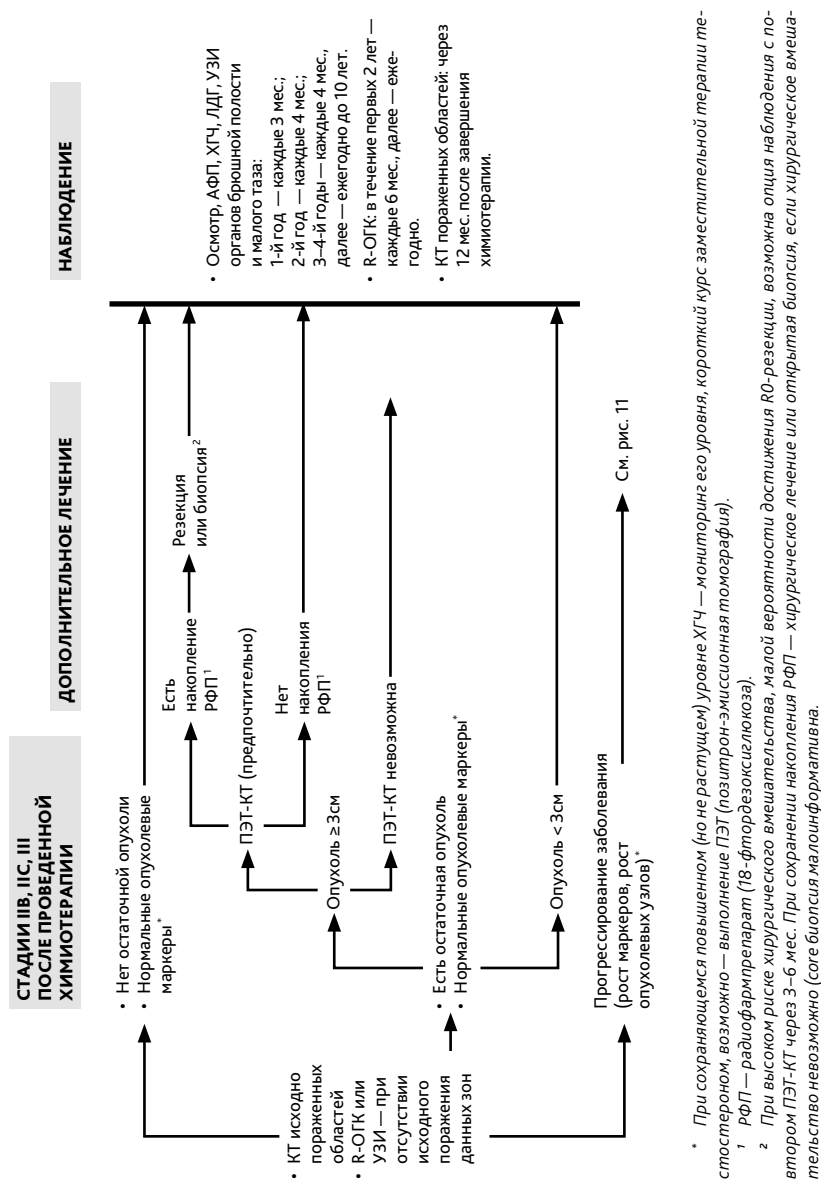 СТАДИИ IIB, IIC, III
ПОСЛЕ ПРОВЕДЕННОЙ
ХИМИОТЕРАПИИ
ДОПОЛНИТЕЛЬНОЕ ЛЕЧЕНИЕ
НАБЛЮДЕНИЕ
• КТ исходно
пораженных
областей
• R-ОГК или
УЗИ — при
отсутствии
исходного
поражения
данных зон
• Нет остаточной опухоли
• Нормальные опухолевые
маркеры*
Есть
накопление
РФП¹
Резекция
или биопсия²
ПЭТ-КТ (предпочтительно)
Нет
накопления
РФП¹
Опухоль ≥ 3см
ПЭТ-КТ невозможна
• Есть остаточная опухоль
• Нормальные опухолевые маркеры*
Опухоль < 3см
Прогрессирование заболевания
(рост маркеров, рост
опухолевых узлов)*
См. рис. 11
• Осмотр, АФП, ХГЧ, ЛДГ, УЗИ
органов брюшной полости
и малого таза:
1-й год — каждые 3 мес.;
2-й год — каждые 4 мес.;
3–4-й годы — каждые 4 мес.,
далее — ежегодно до 10 лет.
• R-ОГК: в течение первых 2 лет —
каждые 6 мес., далее — еже-
годно.
• КТ пораженных областей: через
12 мес. после завершения
химиотерапии.
* При сохраняющемся повышенном (но не растущем) уровне ХГЧ — мониторинг его уровня, короткий курс заместительной терапии те-
стостероном, возможно — выполнение ПЭТ (позитрон-эмиссионная томография).
¹ РФП — радиофармпрепарат (18-фтордезоксиглюкоза).
² При высоком риске хирургического вмешательства, малой вероятности достижения R0-резекции, возможна опция наблюдения с по-
втором ПЭТ-КТ через 3–6 мес. При сохранении накопления РФП — хирургическое лечение или открытая биопсия, если хирургическое вмеша-
тельство невозможно (core биопсия малоинформативна.